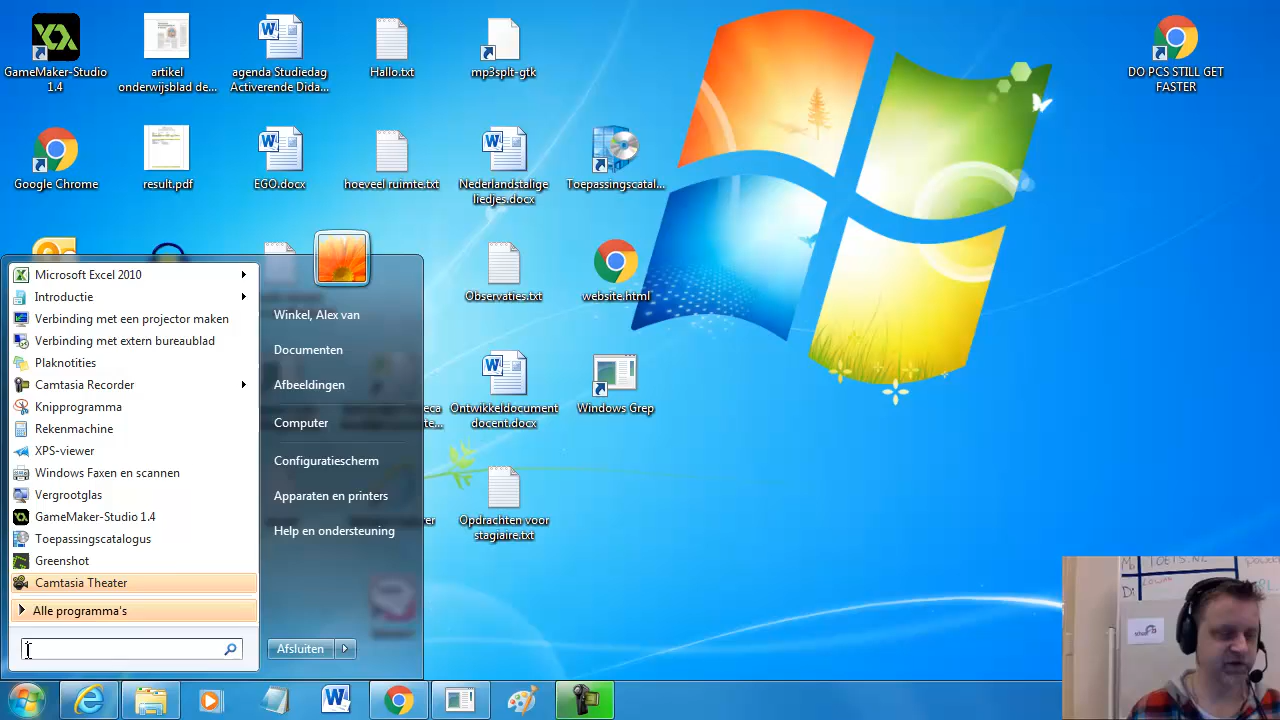 GameMaker-Studio
1.4
artikel
onderwijsblad de...
agenda Studiedag
Activerende Dida...
Hallo.txt
mp3splt-gtk
DO PCS STILL GET
FASTER
Google Chrome
result.pdf
EGO.docx
hoeveel ruimte.txt
Nederlandstalige
liedjes.docx
Toepassingscatal...
Observaties.txt
website.html
Ontwikkeldocument
docent.docx
Windows Grep
Opdrachten voor
stagiaire.txt
Microsoft Excel 2010
Introductie
Verbinding met een projector maken
Verbinding met extern bureaublad
Plaknotities
Camtasia Recorder
Knipprogramma
Rekenmachine
XPS-viewer
Windows Faxen en scannen
Vergrootglas
GameMaker-Studio 1.4
Toepassingscatalogus
Greenshot
Camtasia Theater
Alle programma's
Winkel, Alex van
Documenten
Afbeeldingen
Computer
Configuratiescherm
Apparaten en printers
Help en ondersteuning
Afsluiten
TOETS.NL
Di